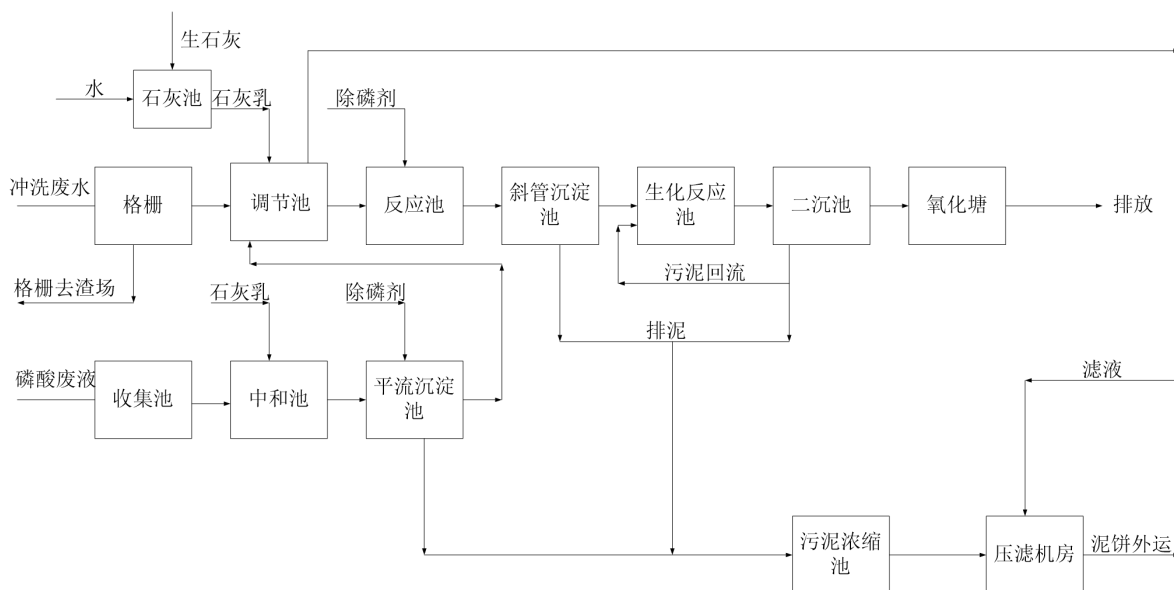 生石灰
水
石灰池
石灰乳
除磷剂
冲洗废水
格栅
调节池
反应池
斜管沉淀
池
生化反应
池
二沉池
氧化塘
排放
格栅去渣场
污泥回流
石灰乳
除磷剂
排泥
磷酸废液
收集池
中和池
平流沉淀
池
滤液
污泥浓缩
池
压滤机房
泥饼外运